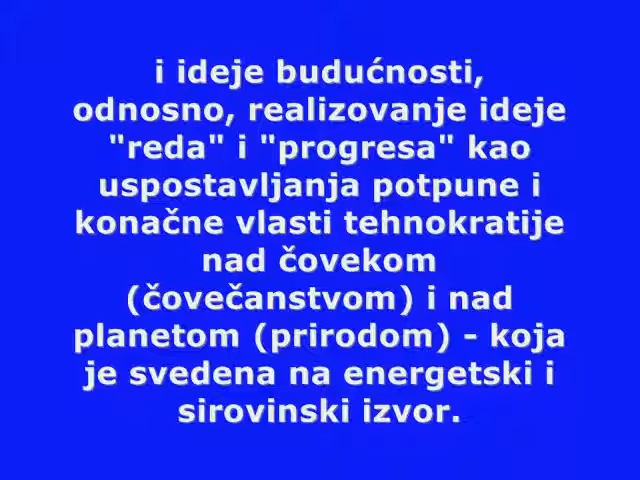 i ideje budućnosti,
odnosno, realizovanje ideje
"reda" i "progresa" kao
uspostavljanja potpune i
konačne vlasti tehnokratije
nad čovekom
(čovečanstvom) i nad
planetom (prirodom) - koja
je svedena na energetski i
sirovinski izvor.